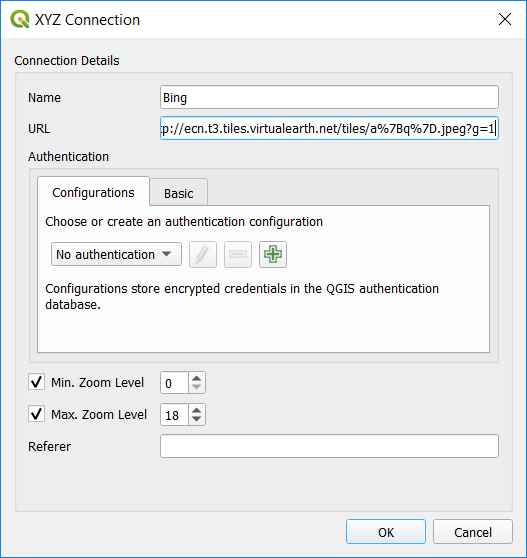 XYZ Connection
Connection Details
Name Bing
URL :p://ecn.t3.tiles.virtualearth.net/tiles/a%7Bq%7D.jpeg?g=1
Authentication
Configurations Basic
Choose or create an authentication configuration
No authentication
Configurations store encrypted credentials in the QGIS authentication
database.
Min. Zoom Level 0
Max. Zoom Level 18
Referer
OK Cancel